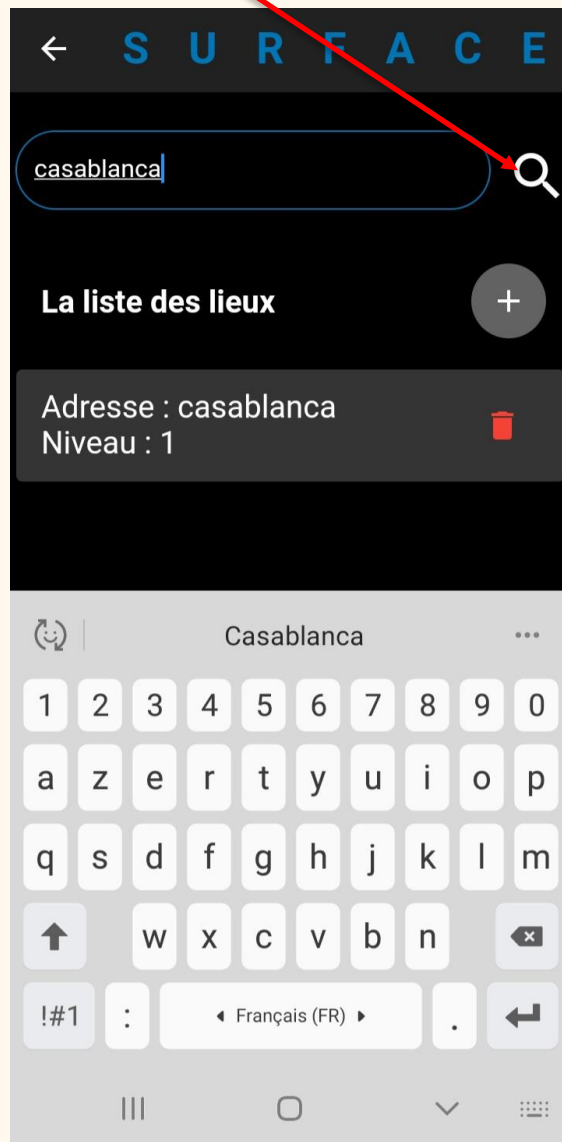 S U R F A C E
casablanca
La liste des lieux
+
Adresse : casablanca
Niveau : 1
Casablanca
1 2 3 4 5 6 7 8 9 0
a z e r t y u i o p
q s d f g h j k l m
w x c v b n
!#1 : Français (FR) .